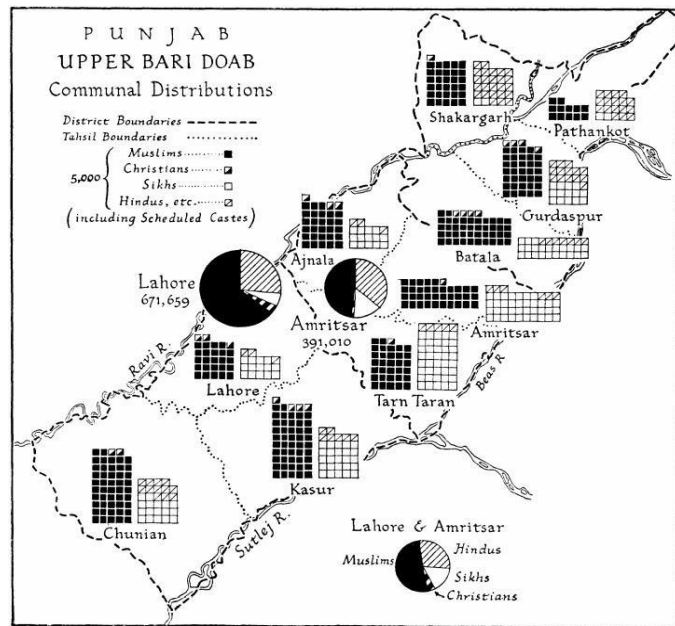 PUNJAB
UPPER BARI DOAB
Communal Distributions
District Boundaries
Tahsil Boundaries
5,000
Muslims
Christians
Sikhs
Hindus, etc.
(including Scheduled Castes)
Shakargarh
Pathankot
Gurdaspur
Ajnala
Batala
Lahore
671,659
Amritsar
391,010
Amritsar
Ravi R.
Lahore
Tarn Taran
Beas R
Kasur
Chunian
Sutlej R.
Lahore & Amritsar
Muslims
Hindus
Sikhs
Christians